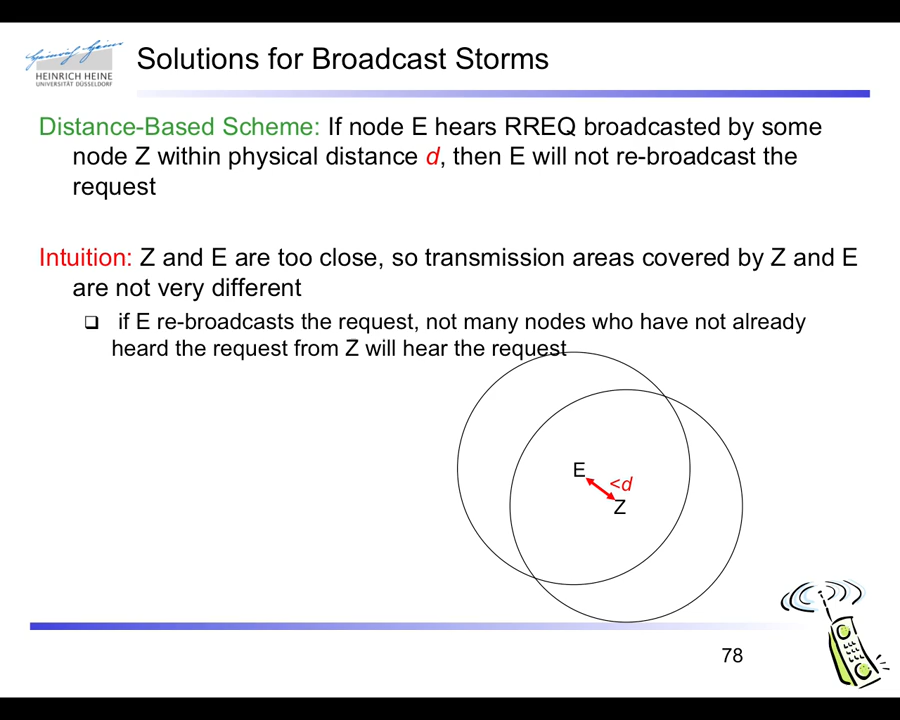 Heinrich Heine
HEINRICH HEINE
UNIVERSITÄT DÜSSELDORF
Solutions for Broadcast Storms
Distance-Based Scheme: If node E hears RREQ broadcasted by some
node Z within physical distance d, then E will not re-broadcast the
request
Intuition: Z and E are too close, so transmission areas covered by Z and E
are not very different
if E re-broadcasts the request, not many nodes who have not already
heard the request from Z will hear the request
E
<d
Z
78